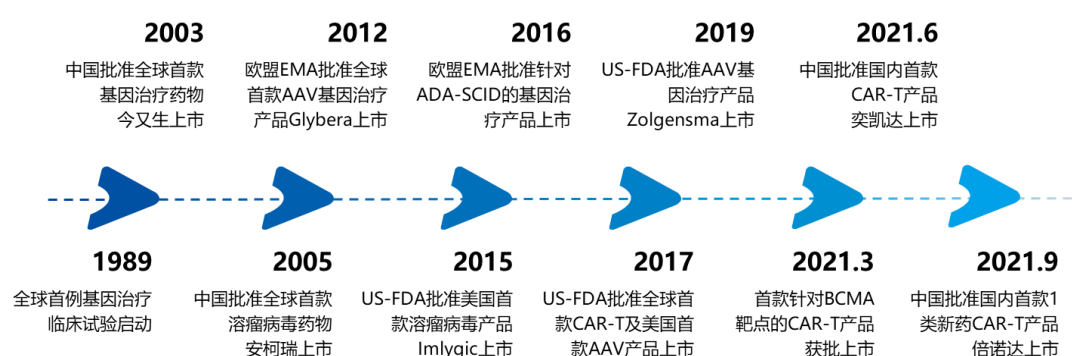 2003
中国批准全球首款
基因治疗药物
今又生上市
2012
欧盟EMA批准全球
首款AAV基因治疗
产品Glybera上市
2016
欧盟EMA批准针对
ADA-SCID的基因治
疗产品上市
2019
US-FDA批准AAV基
因治疗产品
Zolgensma上市
2021.6
中国批准国内首款
CAR-T产品
奕凯达上市
1989
全球首例基因治疗
临床试验启动
2005
中国批准全球首款
溶瘤病毒药物
安柯瑞上市
2015
US-FDA批准美国首
款溶瘤病毒产品
Imlygic上市
2017
US-FDA批准全球首
款CAR-T及美国首
款AAV产品上市
2021.3
首款针对BCMA
靶点的CAR-T产品
获批上市
2021.9
中国批准国内首款1
类新药CAR-T产品
倍诺达上市